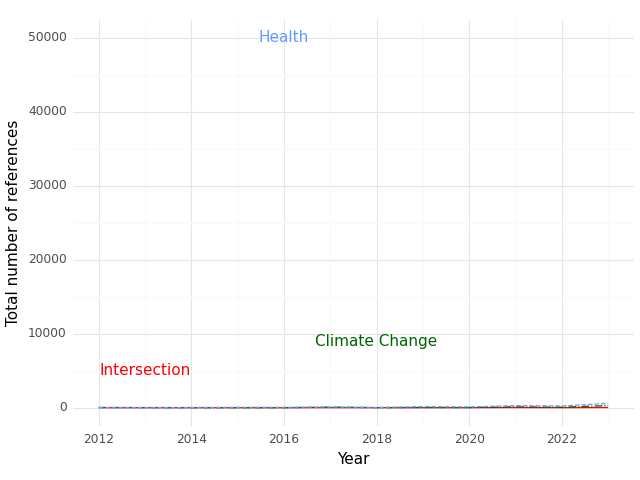 Total number of references
50000
40000
30000
20000
10000
0
Health
Climate Change
Intersection
2012
2014
2016
2018
2020
2022
Year